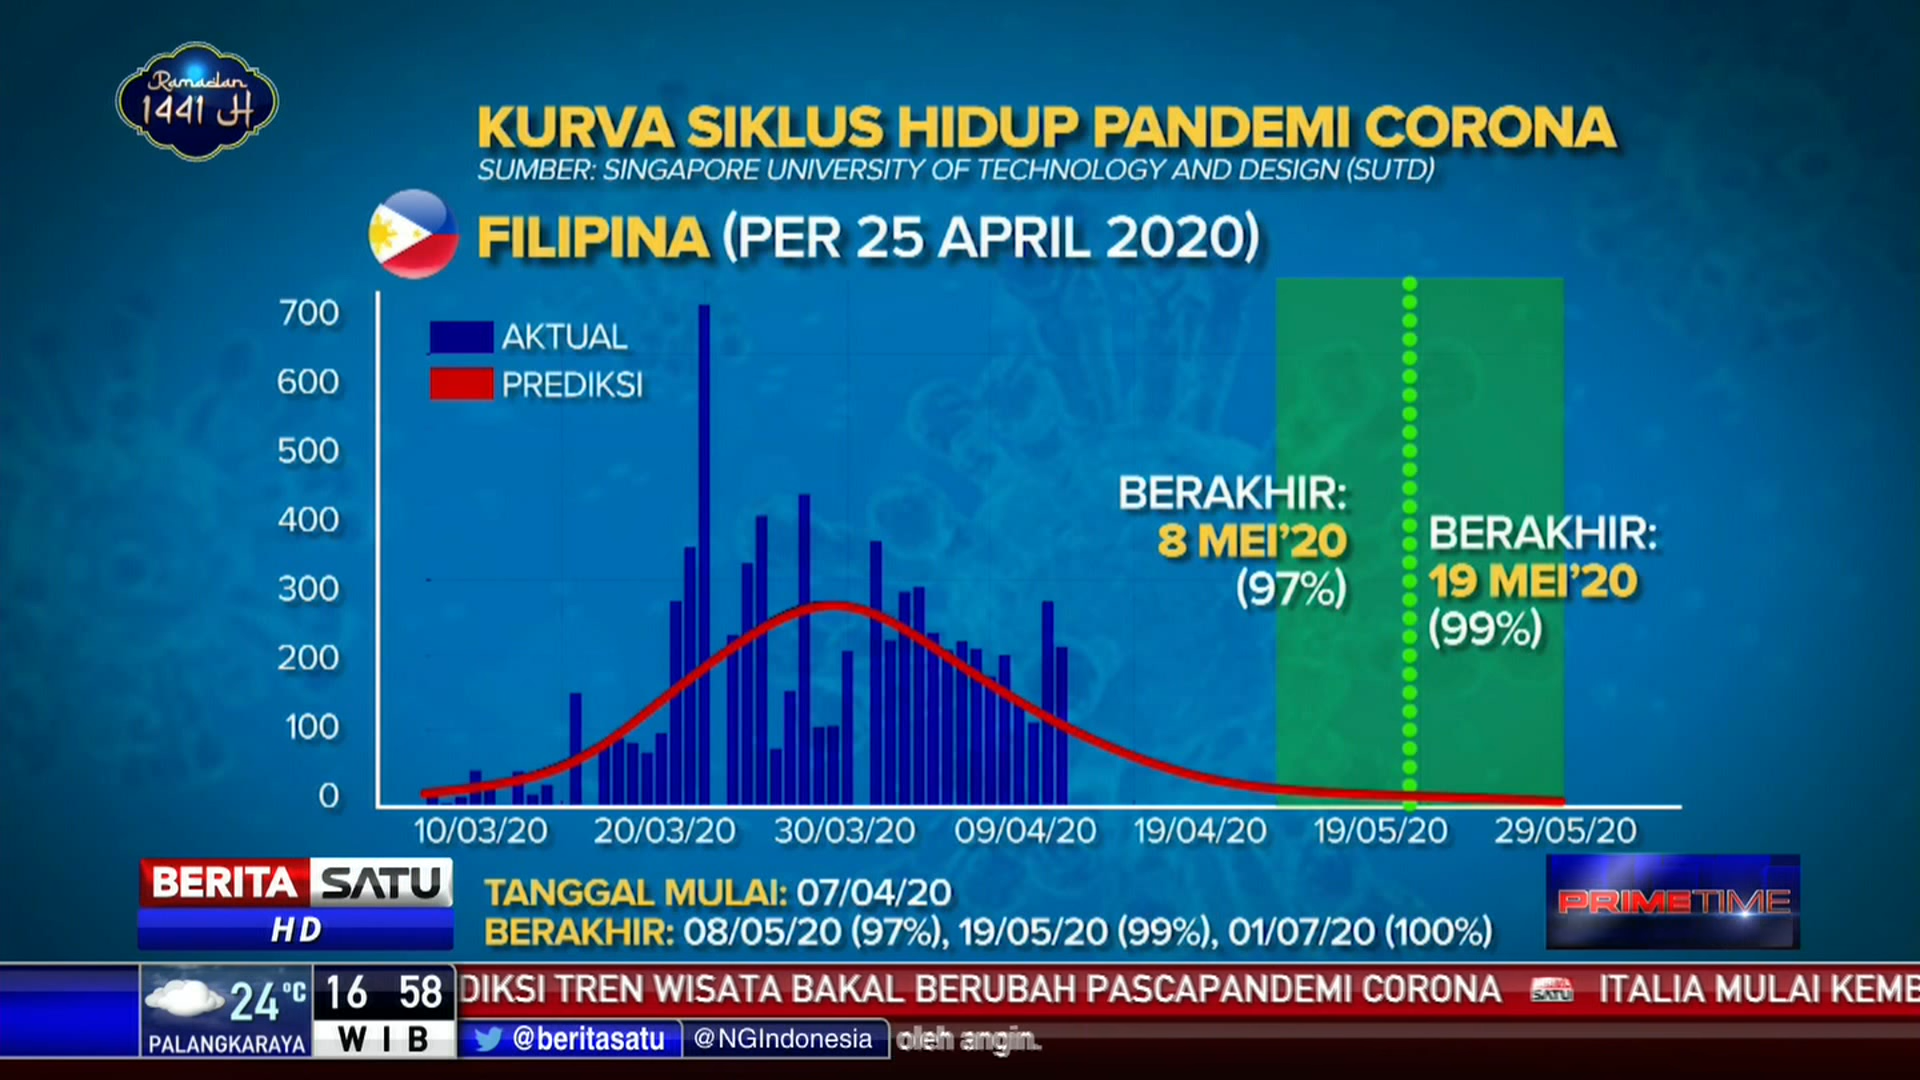 Ramadan
1441 H
KURVA SIKLUS HIDUP PANDEMI CORONA
SUMBER: SINGAPORE UNIVERSITY OF TECHNOLOGY AND DESIGN (SUTD)
FILIPINA (PER 25 APRIL 2020)
700
600
500
400
300
200
100
0
AKTUAL
PREDIKSI
BERAKHIR:
8 MEI'20
(97%)
BERAKHIR:
19 MEI'20
(99%)
10/03/20 20/03/20 30/03/20 09/04/20 19/04/20 19/05/20 29/05/20
TANGGAL MULAI: 07/04/20
BERAKHIR: 08/05/20 (97%), 19/05/20 (99%), 01/07/20 (100%)
BERITA SATU
HD
PRIMETIME
24°C
PALANGKARAYA
16 58
WIB
DIKSI TREN WISATA BAKAL BERUBAH PASCAPANDEMI CORONA BERITA SATU ITALIA MULAI KEMB
@beritasatu @NGIndonesia oleh angin.